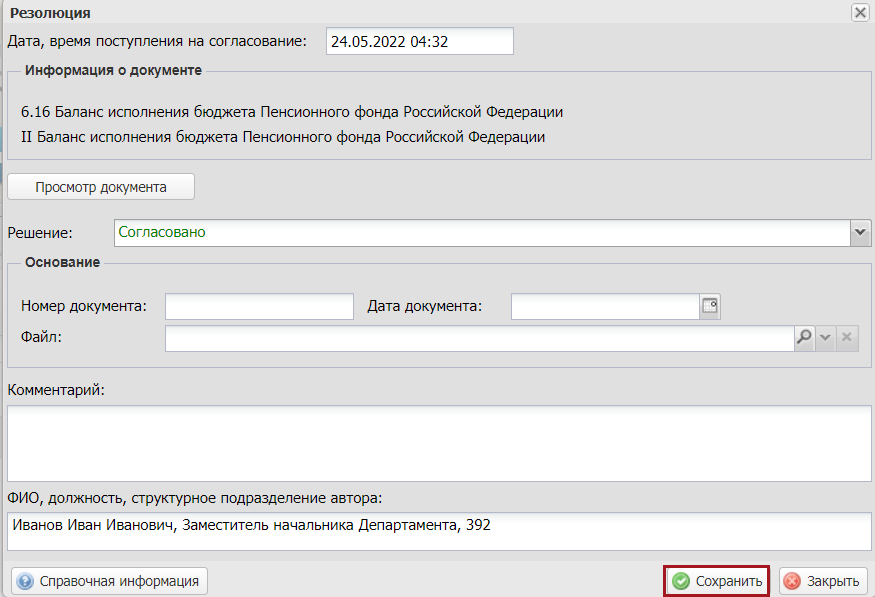 Резолюция
Дата, время поступления на согласование: 24.05.2022 04:32
Информация о документе
6.16 Баланс исполнения бюджета Пенсионного фонда Российской Федерации
II Баланс исполнения бюджета Пенсионного фонда Российской Федерации
Просмотр документа
Решение: Согласовано
Основание
Номер документа: Дата документа:
Файл:
Комментарий:
ФИО, должность, структурное подразделение автора:
Иванов Иван Иванович, Заместитель начальника Департамента, 392
Справочная информация Сохранить Закрыть